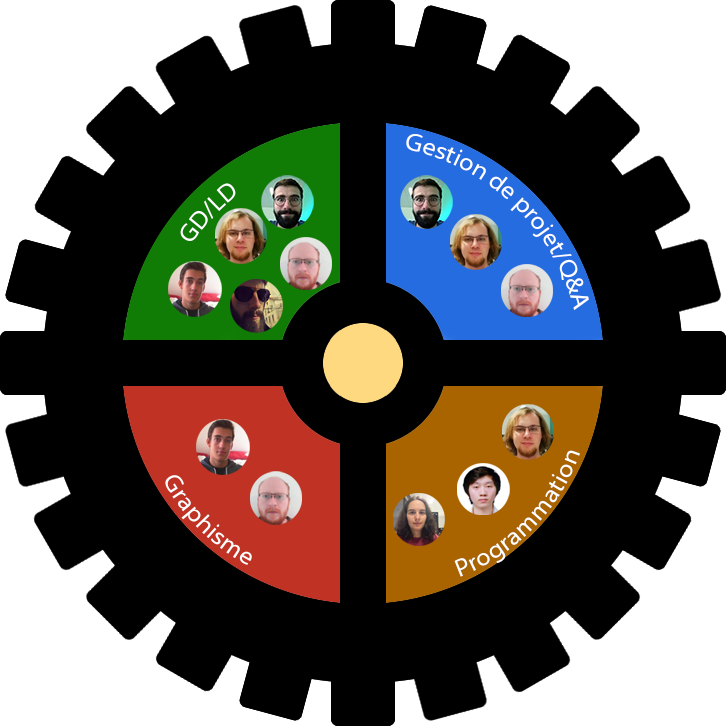 GD/LD
Gestion de projet/Q&A
Graphisme
Programmation